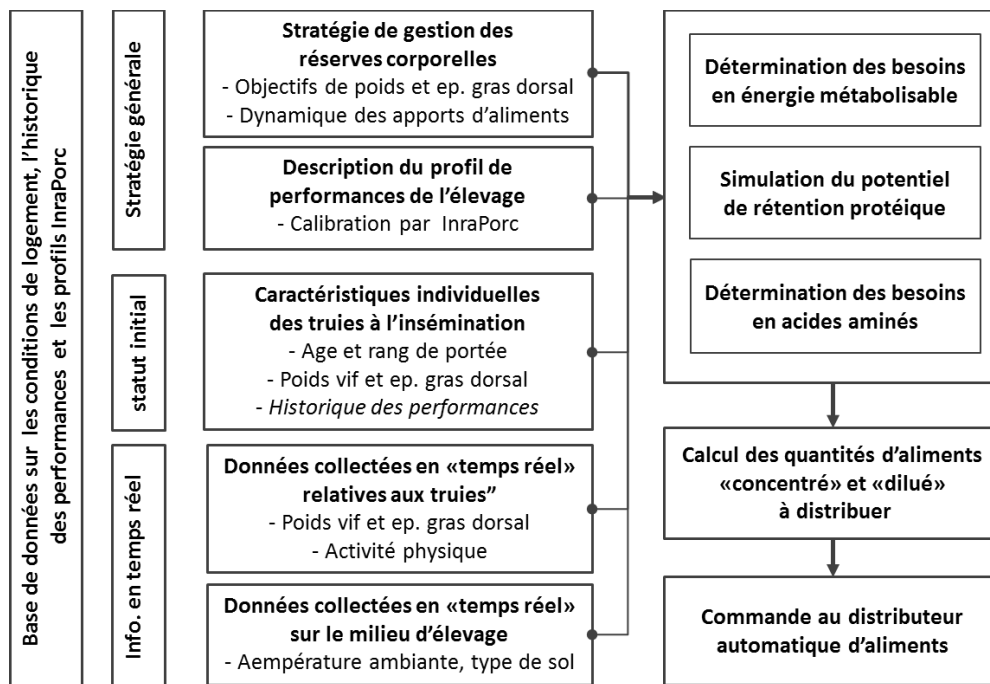 Base de données sur les conditions de logement, l’historique
des performances et les profils InraPorc
Stratégie générale
Stratégie de gestion des
réserves corporelles
- Objectifs de poids et ep. gras dorsal
- Dynamique des apports d’aliments
Description du profil de
performances de l’élevage
- Calibration par InraPorc
statut initial
Caractéristiques individuelles
des truies à l’insémination
- Age et rang de portée
- Poids vif et ep. gras dorsal
- Historique des performances
Info. en temps réel
Données collectées en «temps réel»
relatives aux truies”
- Poids vif et ep. gras dorsal
- Activité physique
Données collectées en «temps réel»
sur le milieu d’élevage
- Aempérature ambiante, type de sol
Détermination des besoins
en énergie métabolisable
Simulation du potentiel
de rétention protéique
Détermination des besoins
en acides aminés
Calcul des quantités d’aliments
«concentré» et «dilué»
à distribuer
Commande au distributeur
automatique d’aliments